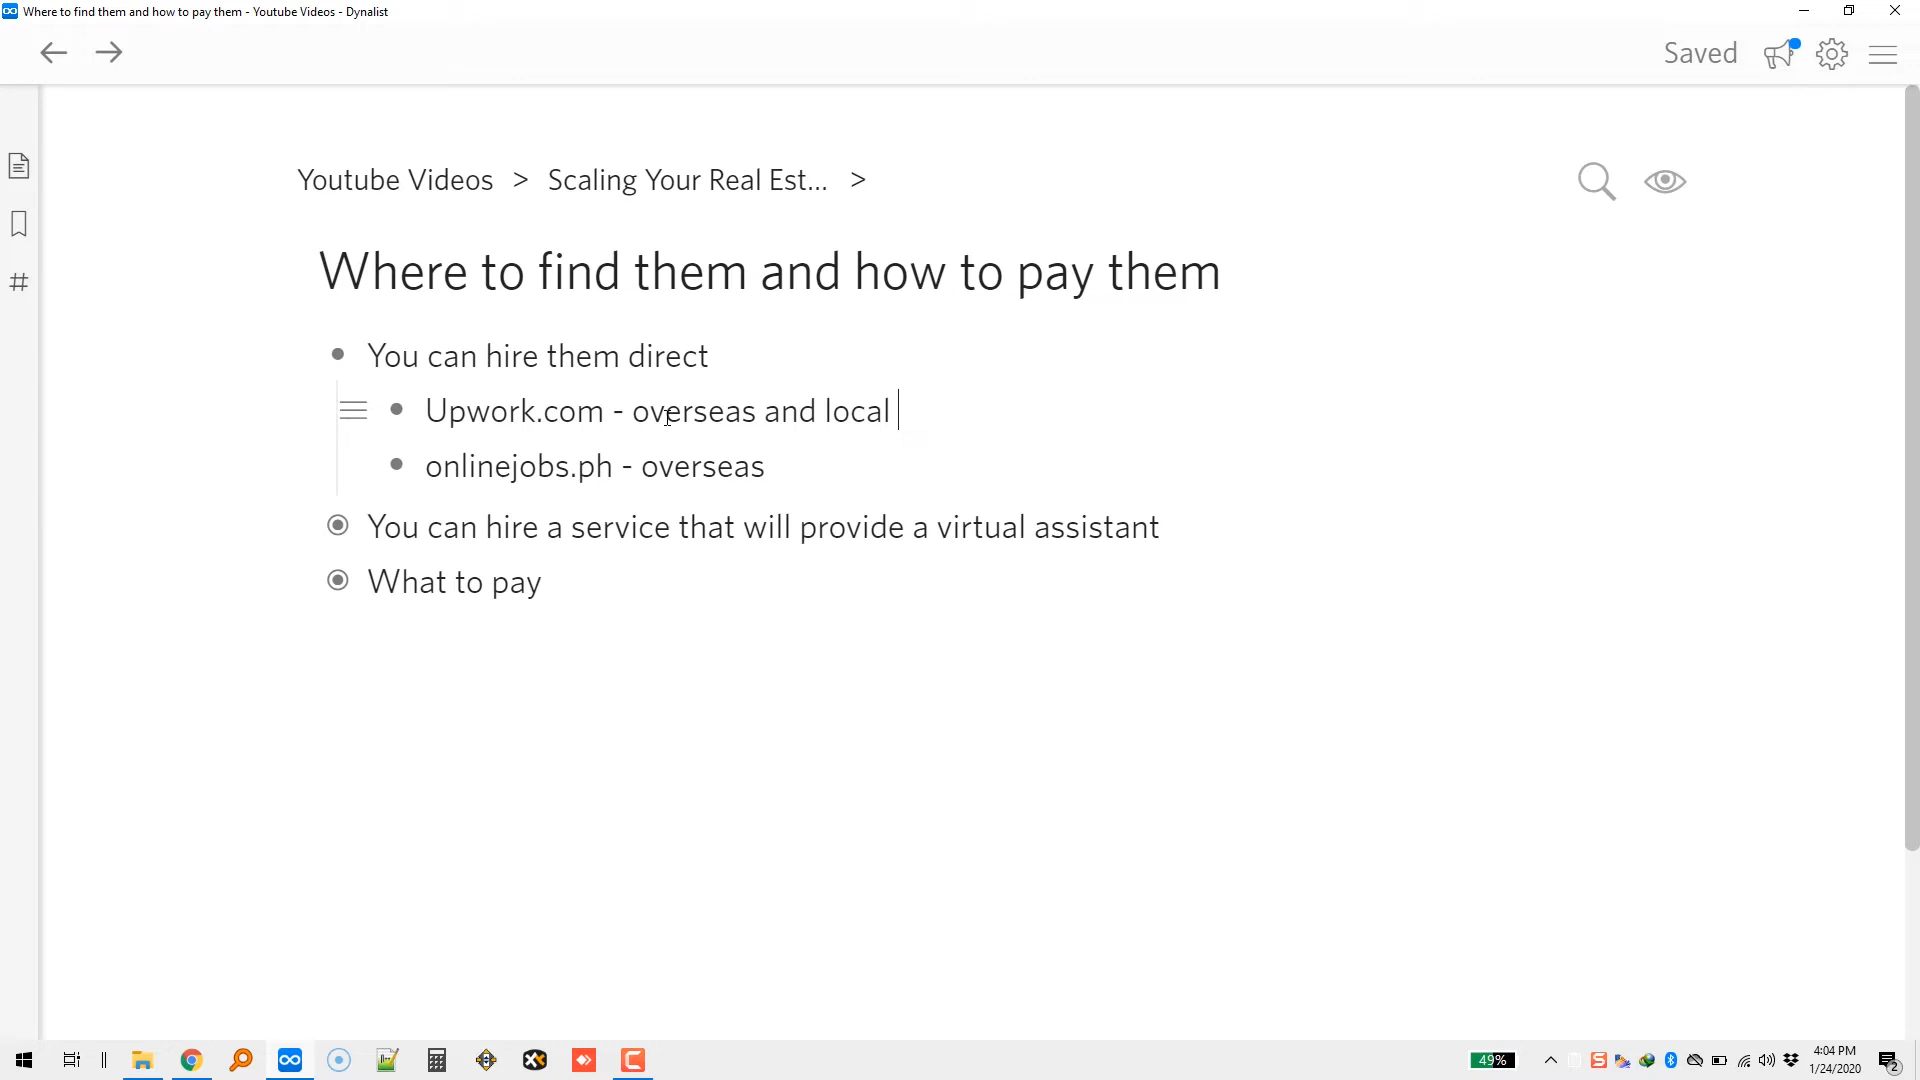 Where to find them and how to pay them - Youtube Videos - Dynalist
Saved
Youtube Videos > Scaling Your Real Est... >
Where to find them and how to pay them
You can hire them direct
Upwork.com - overseas and local
onlinejobs.ph - overseas
You can hire a service that will provide a virtual assistant
What to pay
49%
4:04 PM
1/24/2020
2